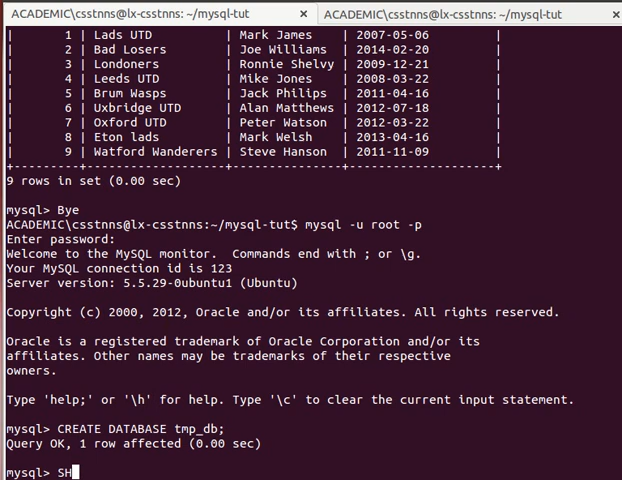 ACADEMIC\csstnns@lx-csstnns: ~/mysql-tut × ACADEMIC\csstnns@lx-csstnns: ~/mysql-tut ×
|       1 | Lads UTD          | Mark James    | 2007-05-06         |
|       2 | Bad Losers        | Joe Williams  | 2014-02-20         |
|       3 | Londoners         | Ronnie Shelvy | 2009-12-21         |
|       4 | Leeds UTD         | Mike Jones    | 2008-03-22         |
|       5 | Brum Wasps        | Jack Philips  | 2011-04-16         |
|       6 | Uxbridge UTD      | Alan Matthews | 2012-07-18         |
|       7 | Oxford UTD        | Peter Watson  | 2012-03-22         |
|       8 | Eton lads         | Mark Welsh    | 2013-04-16         |
|       9 | Watford Wanderers | Steve Hanson  | 2011-11-09         |
+---------+-------------------+---------------+--------------------+
9 rows in set (0.00 sec)
mysql> Bye
ACADEMIC\csstnns@lx-csstnns:~/mysql-tut$ mysql -u root -p
Enter password:
Welcome to the MySQL monitor.  Commands end with ; or \g.
Your MySQL connection id is 123
Server version: 5.5.29-0ubuntu1 (Ubuntu)
Copyright (c) 2000, 2012, Oracle and/or its affiliates. All rights reserved.
Oracle is a registered trademark of Oracle Corporation and/or its
affiliates. Other names may be trademarks of their respective
owners.
Type 'help;' or '\h' for help. Type '\c' to clear the current input statement.
mysql> CREATE DATABASE tmp_db;
Query OK, 1 row affected (0.00 sec)
mysql> SH